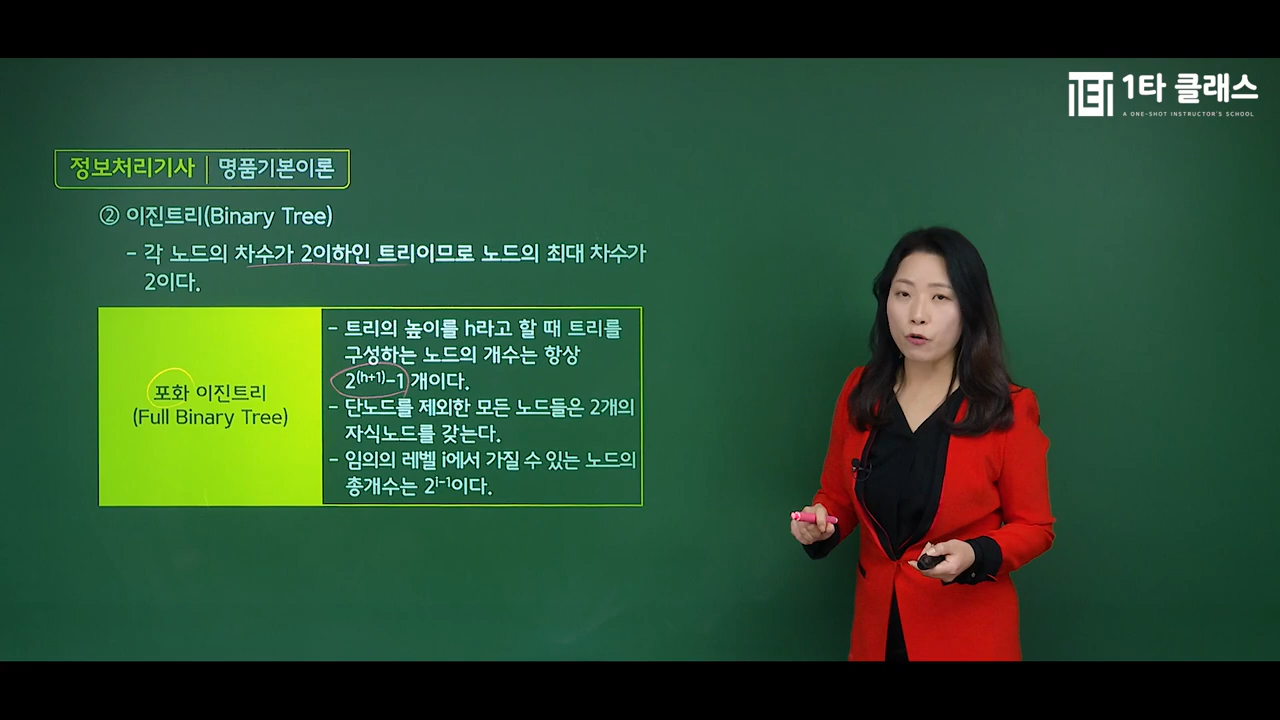 1타 클래스
A ONE-SHOT INSTRUCTOR'S SCHOOL
정보처리기사 | 명품기본이론
② 이진트리(Binary Tree)
- 각 노드의 차수가 2이하인 트리이므로 노드의 최대 차수가
2이다.
포화 이진트리
(Full Binary Tree)
- 트리의 높이를 h라고 할 때 트리를
구성하는 노드의 개수는 항상
2⁽ʰ⁺¹⁾-1 개이다.
- 단노드를 제외한 모든 노드들은 2개의
자식노드를 갖는다.
- 임의의 레벨 i에서 가질 수 있는 노드의
총개수는 2ⁱ⁻¹이다.